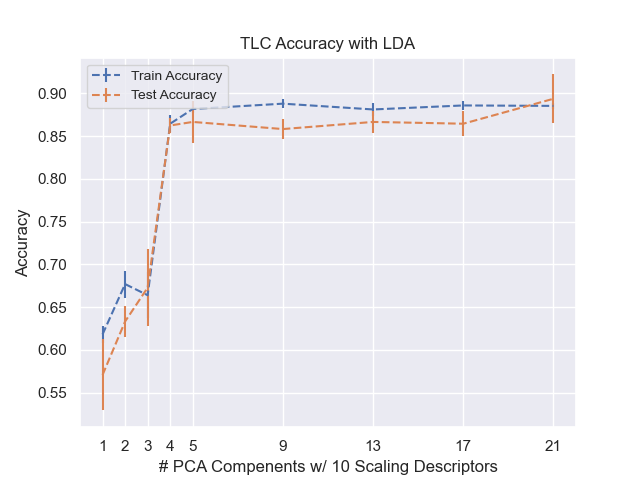 TLC Accuracy with LDA
Train Accuracy
Test Accuracy
0.90
0.85
0.80
0.75
0.70
0.65
0.60
0.55
Accuracy
1 2 3 4 5 9 13 17 21
# PCA Compenents w/ 10 Scaling Descriptors